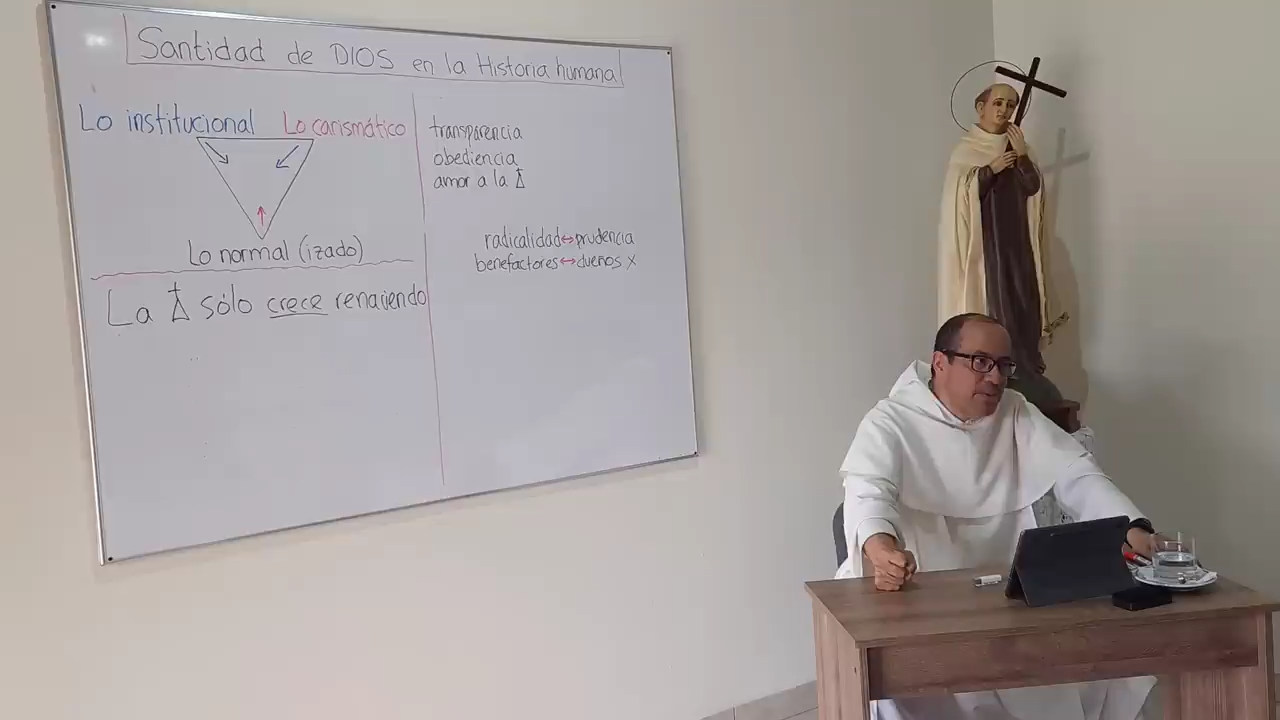 Santidad de DIOS en la Historia humana
Lo institucional Lo carismático
Lo normal (izado)
La sólo crece renaciendo
transparencia
obediencia
amor a la
radicalidad↔prudencia
benefactores↔dueños x